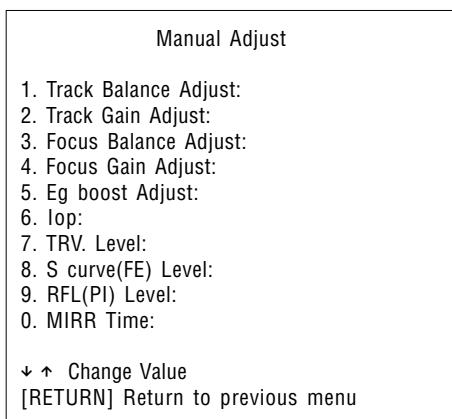 Manual Adjust
1. Track Balance Adjust:
2. Track Gain Adjust:
3. Focus Balance Adjust:
4. Focus Gain Adjust:
5. Eg boost Adjust:
6. Iop:
7. TRV. Level:
8. S curve(FE) Level:
9. RFL(PI) Level:
0. MIRR Time:
↓ ↑ Change Value
[RETURN] Return to previous menu